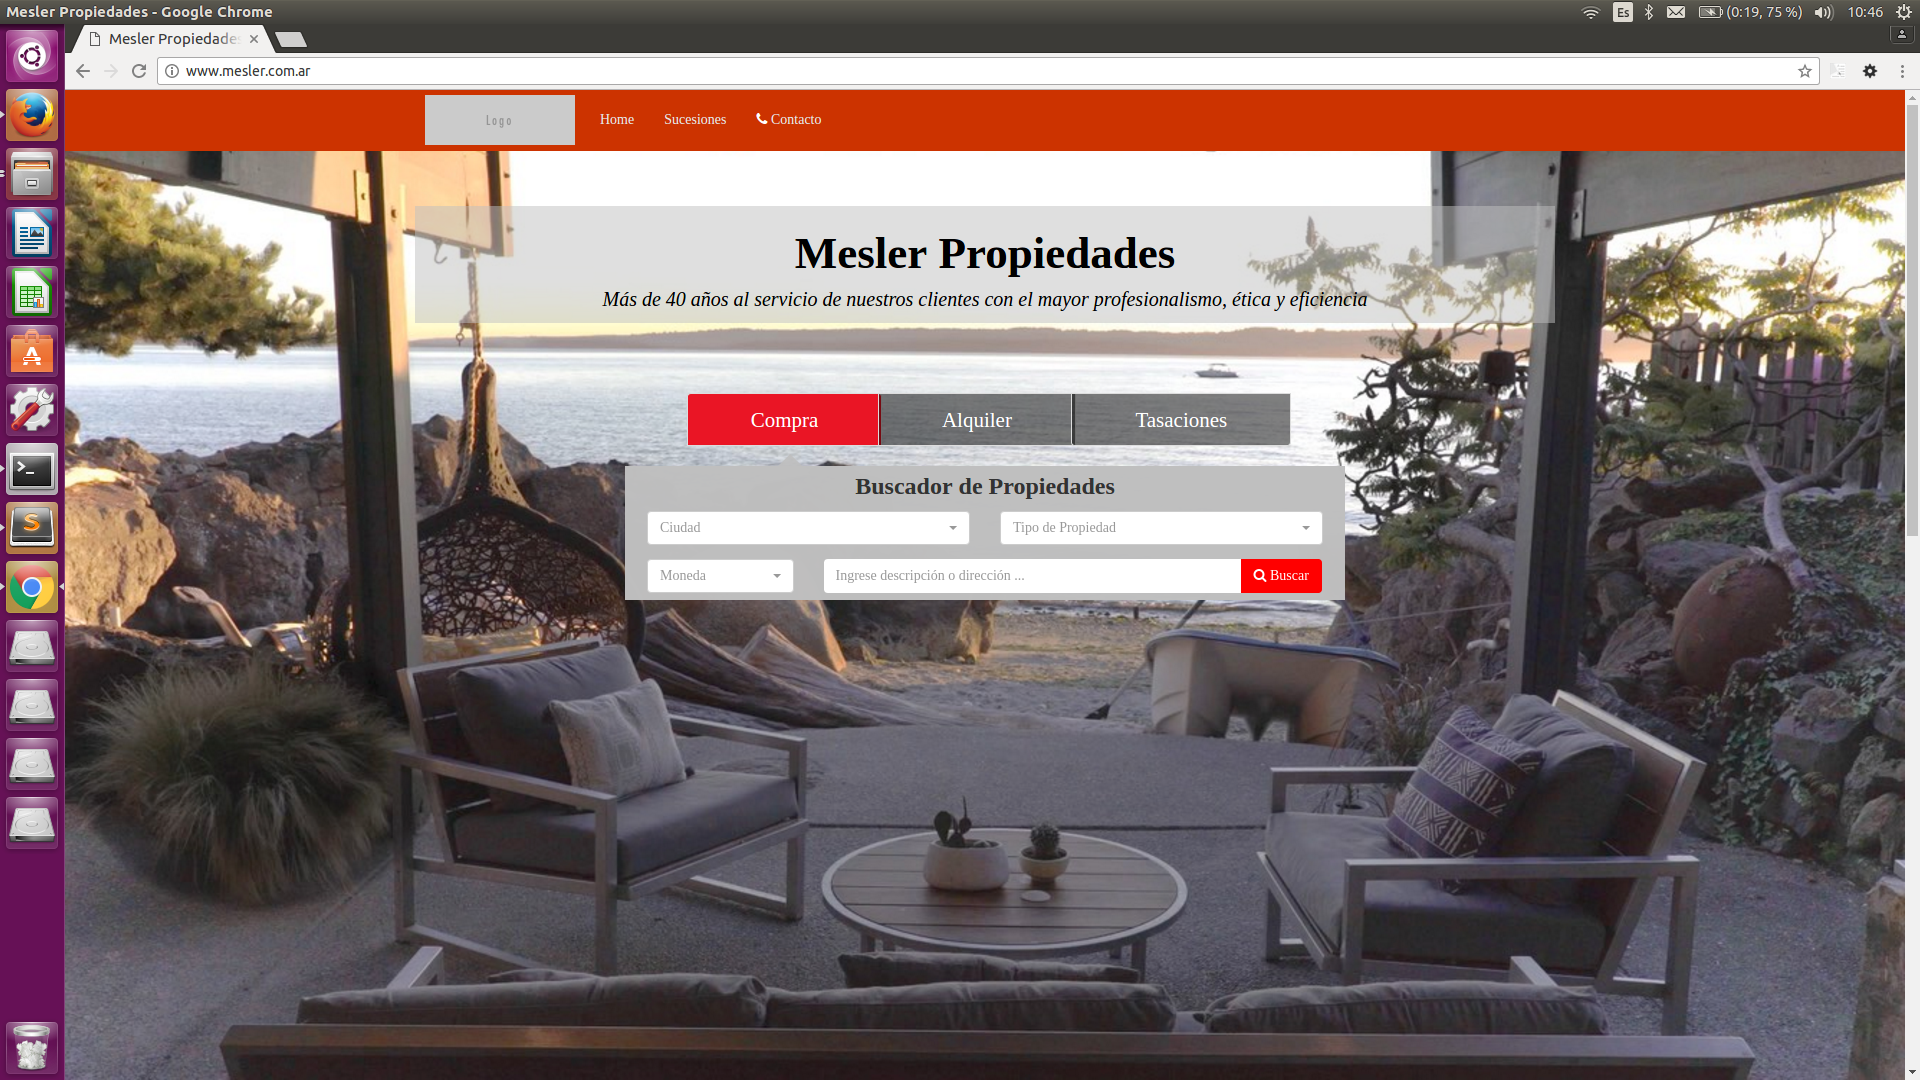 Mesler Propiedades - Google Chrome
Es
(0:19, 75 %)
10:46
Mesler Propiedade
www.mesler.com.ar
Logo
Home
Sucesiones
Contacto
Mesler Propiedades
Más de 40 años al servicio de nuestros clientes con el mayor profesionalismo, ética y eficiencia
Compra
Alquiler
Tasaciones
Buscador de Propiedades
Ciudad
Tipo de Propiedad
Moneda
Ingrese descripción o dirección ...
Buscar